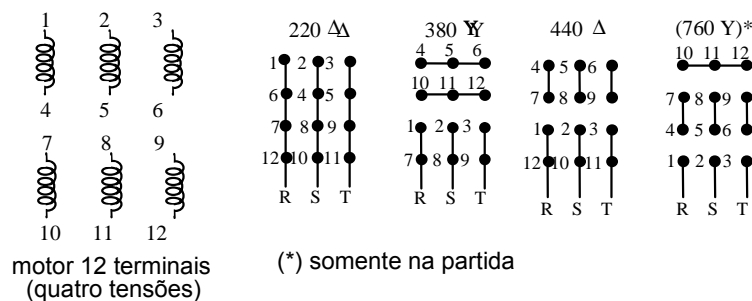 1 2 3
4 5 6
7 8 9
10 11 12
motor 12 terminais
(quatro tensões)
220 Δ Δ
1 2 3
6 4 5
7 8 9
12 10 11
R S T
380 Y Y
4 5 6
10 11 12
1 2 3
7 8 9
R S T
440 Δ
4 5 6
7 8 9
1 2 3
12 10 11
R S T
(760 Y)*
10 11 12
7 8 9
4 5 6
1 2 3
R S T
(*) somente na partida